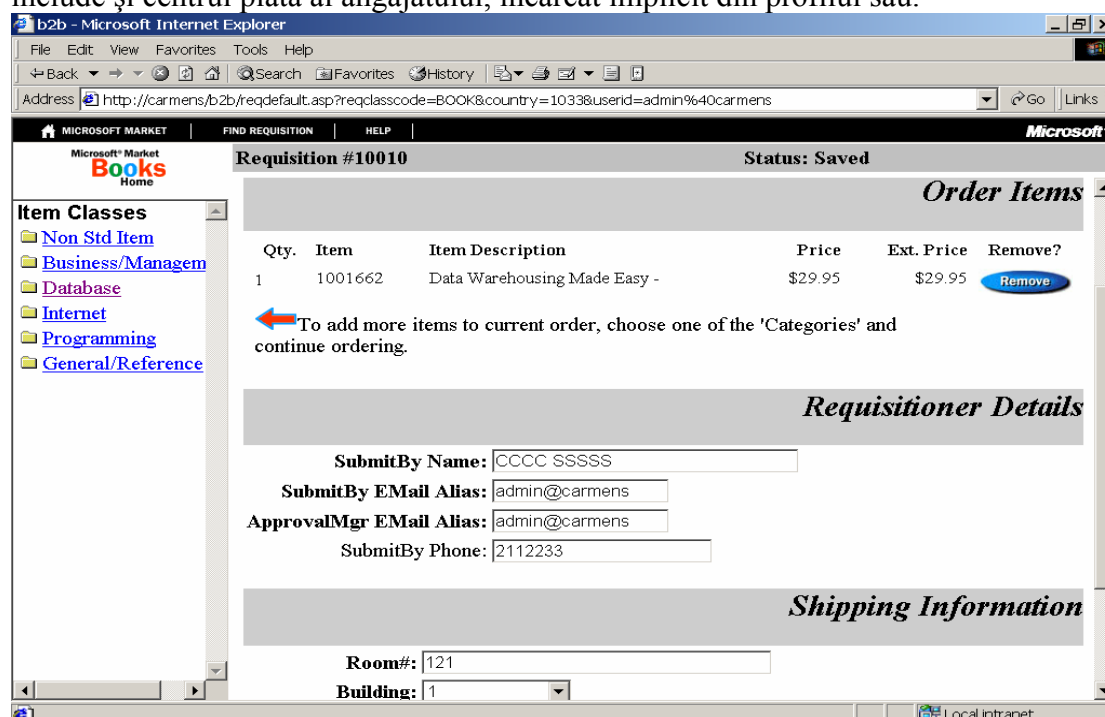 include şi centrul plată al angajatului, încărcat implicit din profilul său.
b2b - Microsoft Internet Explorer
File Edit View Favorites Tools Help
Back Search Favorites History
Address http://carmens/b2b/reqdefault.asp?reqclasscode=BOOK&country=1033&userid=admin%40carmens Go Links
MICROSOFT MARKET | FIND REQUISITION | HELP | Microsoft
Microsoft® Market
Books
Home
Requisition #10010 Status: Saved
Item Classes
Non Std Item
Business/Managem
Database
Internet
Programming
General/Reference
Order Items
Qty. Item Item Description Price Ext. Price Remove?
1 1001662 Data Warehousing Made Easy - $29.95 $29.95 Remove
To add more items to current order, choose one of the 'Categories' and
continue ordering.
Requisitioner Details
SubmitBy Name: CCCC SSSSS
SubmitBy EMail Alias: admin@carmens
ApprovalMgr EMail Alias: admin@carmens
SubmitBy Phone: 2112233
Shipping Information
Room#: 121
Building: 1
Local intranet